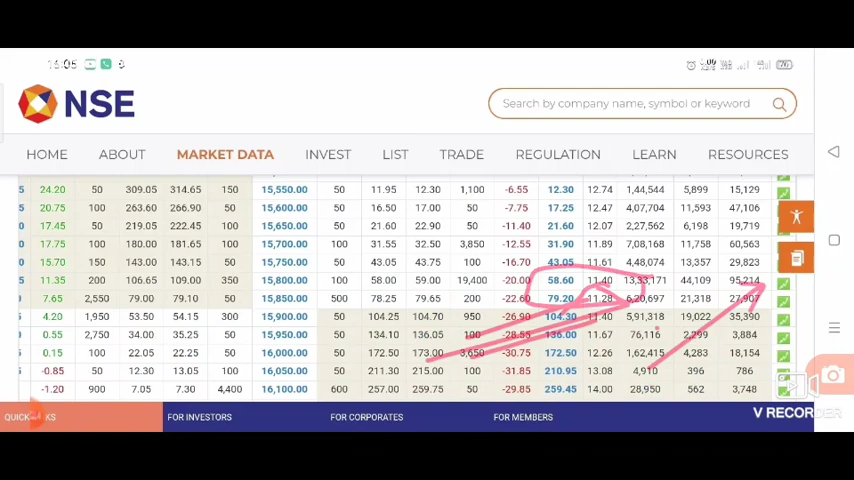 16:05
NSE
Search by company name, symbol or keyword
HOME ABOUT MARKET DATA INVEST LIST TRADE REGULATION LEARN RESOURCES
5 24.20 50 309.05 314.65 150 15,550.00 50 11.95 12.30 1,100 -6.55 12.30 12.74 1,44,544 5,899 15,129
5 20.75 100 263.60 266.90 50 15,600.00 50 16.50 17.00 50 -7.75 17.25 12.47 4,07,704 11,593 47,106
0 17.45 50 219.05 222.45 100 15,650.00 50 21.60 22.90 50 -11.40 21.60 12.07 2,27,562 6,198 19,719
0 17.75 100 180.00 181.65 100 15,700.00 100 31.55 32.50 3,850 -12.55 31.90 11.89 7,08,168 11,758 60,563
0 15.70 150 143.00 143.15 50 15,750.00 50 43.05 43.75 100 -16.70 43.05 11.61 4,48,074 13,357 29,823
0 11.35 200 106.65 109.00 350 15,800.00 100 58.00 59.00 19,400 -20.00 58.60 11.40 13,33,171 44,109 95,214
5 7.65 2,550 79.00 79.10 50 15,850.00 500 78.25 79.65 200 -22.60 79.20 11.28 6,20,697 21,318 27,907
5 4.20 1,950 53.50 54.15 300 15,900.00 50 104.25 104.70 950 -26.90 104.30 11.40 5,91,318 19,022 35,390
0 0.55 2,750 34.00 35.25 50 15,950.00 50 134.10 136.05 100 -28.55 136.00 11.67 76,116 2,299 3,884
0 0.15 100 22.05 22.25 50 16,000.00 50 172.50 173.00 3,650 -30.75 172.50 12.26 1,62,415 4,283 18,154
5 -0.85 50 12.30 13.05 100 16,050.00 50 211.30 215.00 100 -31.85 210.95 13.08 4,910 396 786
5 -1.20 900 7.05 7.30 4,400 16,100.00 600 257.00 259.75 50 -29.85 259.45 14.00 28,950 562 3,748
FOR INVESTORS FOR CORPORATES FOR MEMBERS
V RECORDER